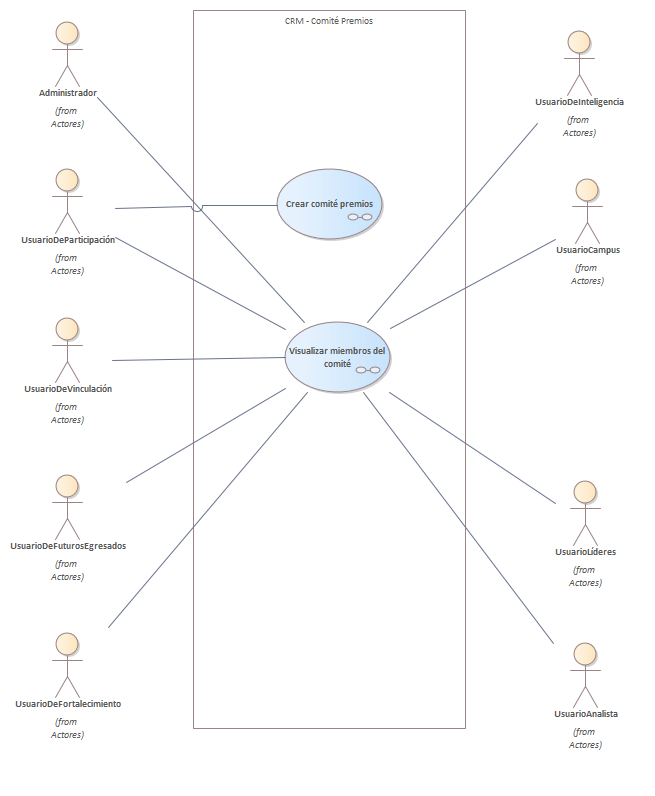 CRM - Comité Premios
Administrador
(from
Actores)
UsuarioDeInteligencia
(from
Actores)
Crear comité premios
UsuarioDeParticipación
(from
Actores)
UsuarioCampus
(from
Actores)
Visualizar miembros del
comité
UsuarioDeVinculación
(from
Actores)
UsuarioDeFuturosEgresados
(from
Actores)
UsuarioLíderes
(from
Actores)
UsuarioDeFortalecimiento
(from
Actores)
UsuarioAnalista
(from
Actores)